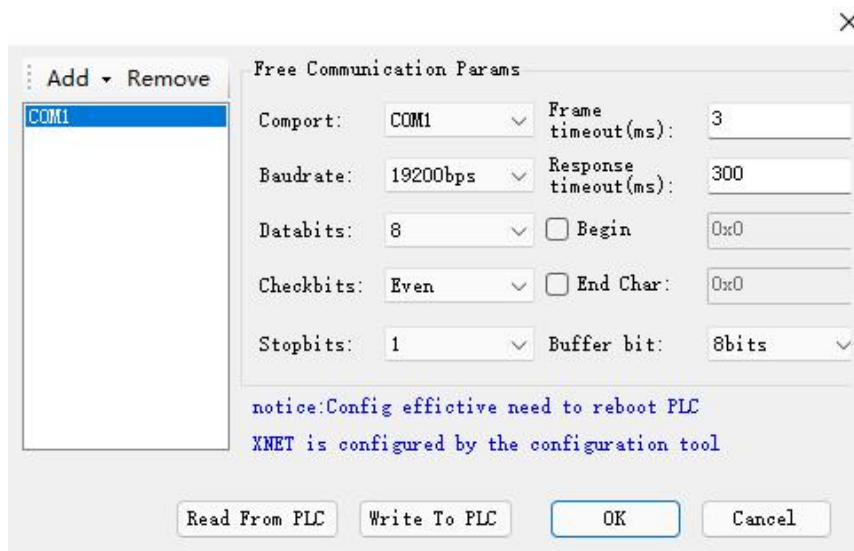 Add Remove
COM1
Free Communication Params
Comport: COM1 Frame timeout(ms): 3
Baudrate: 19200bps Response timeout(ms): 300
Databits: 8 Begin 0x0
Checkbits: Even End Char: 0x0
Stopbits: 1 Buffer bit: 8bits
notice:Config effictive need to reboot PLC
XNET is configured by the configuration tool
Read From PLC Write To PLC OK Cancel